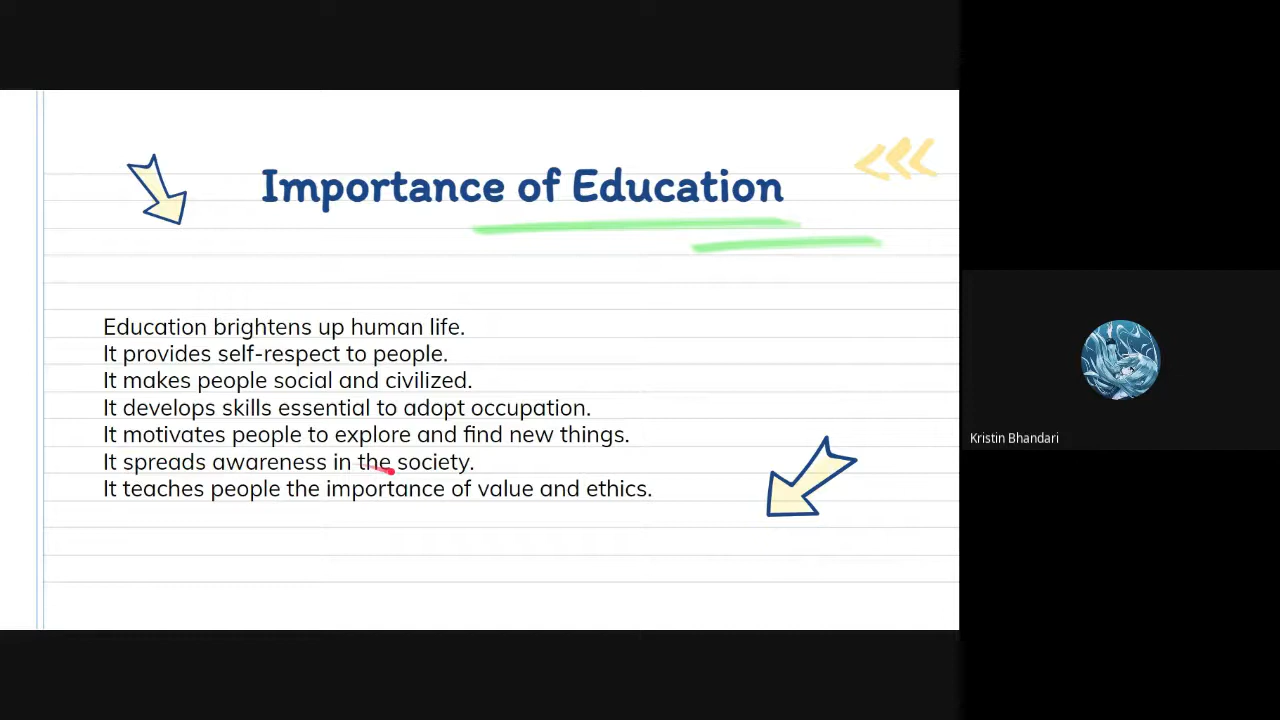 Importance of Education
Education brightens up human life.
It provides self-respect to people.
It makes people social and civilized.
It develops skills essential to adopt occupation.
It motivates people to explore and find new things.
It spreads awareness in the society.
It teaches people the importance of value and ethics.
Kristin Bhandari